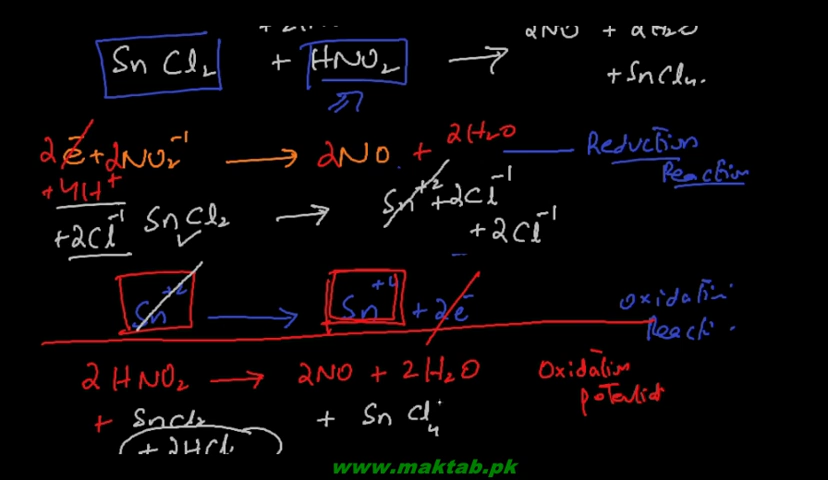 2NO + 2H2O
SnCl2 + HNO2 → + SnCl4.
2e + 2NO2^-1 → 2NO + 2H2O — Reduction
+4H+ Reaction
+2Cl^-1 SnCl2 → Sn^+2 + 2Cl^-1
+ 2Cl^-1
Sn^+2 → Sn^+4 + 2e^- Oxidation
React
2HNO2 → 2NO + 2H2O Oxidation
+ SnCl2 + SnCl4 potential
+ 2HCl
www.maktab.pk